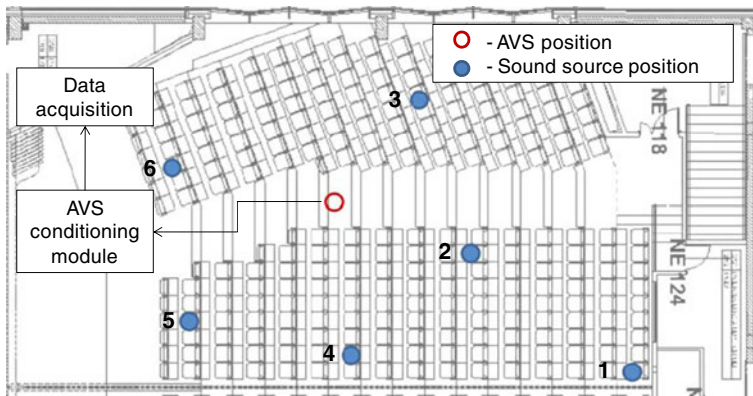 - AVS position
- Sound source position
Data
acquisition
3
NE 118
6
AVS
conditioning
module
2
NE 124
5
4
1